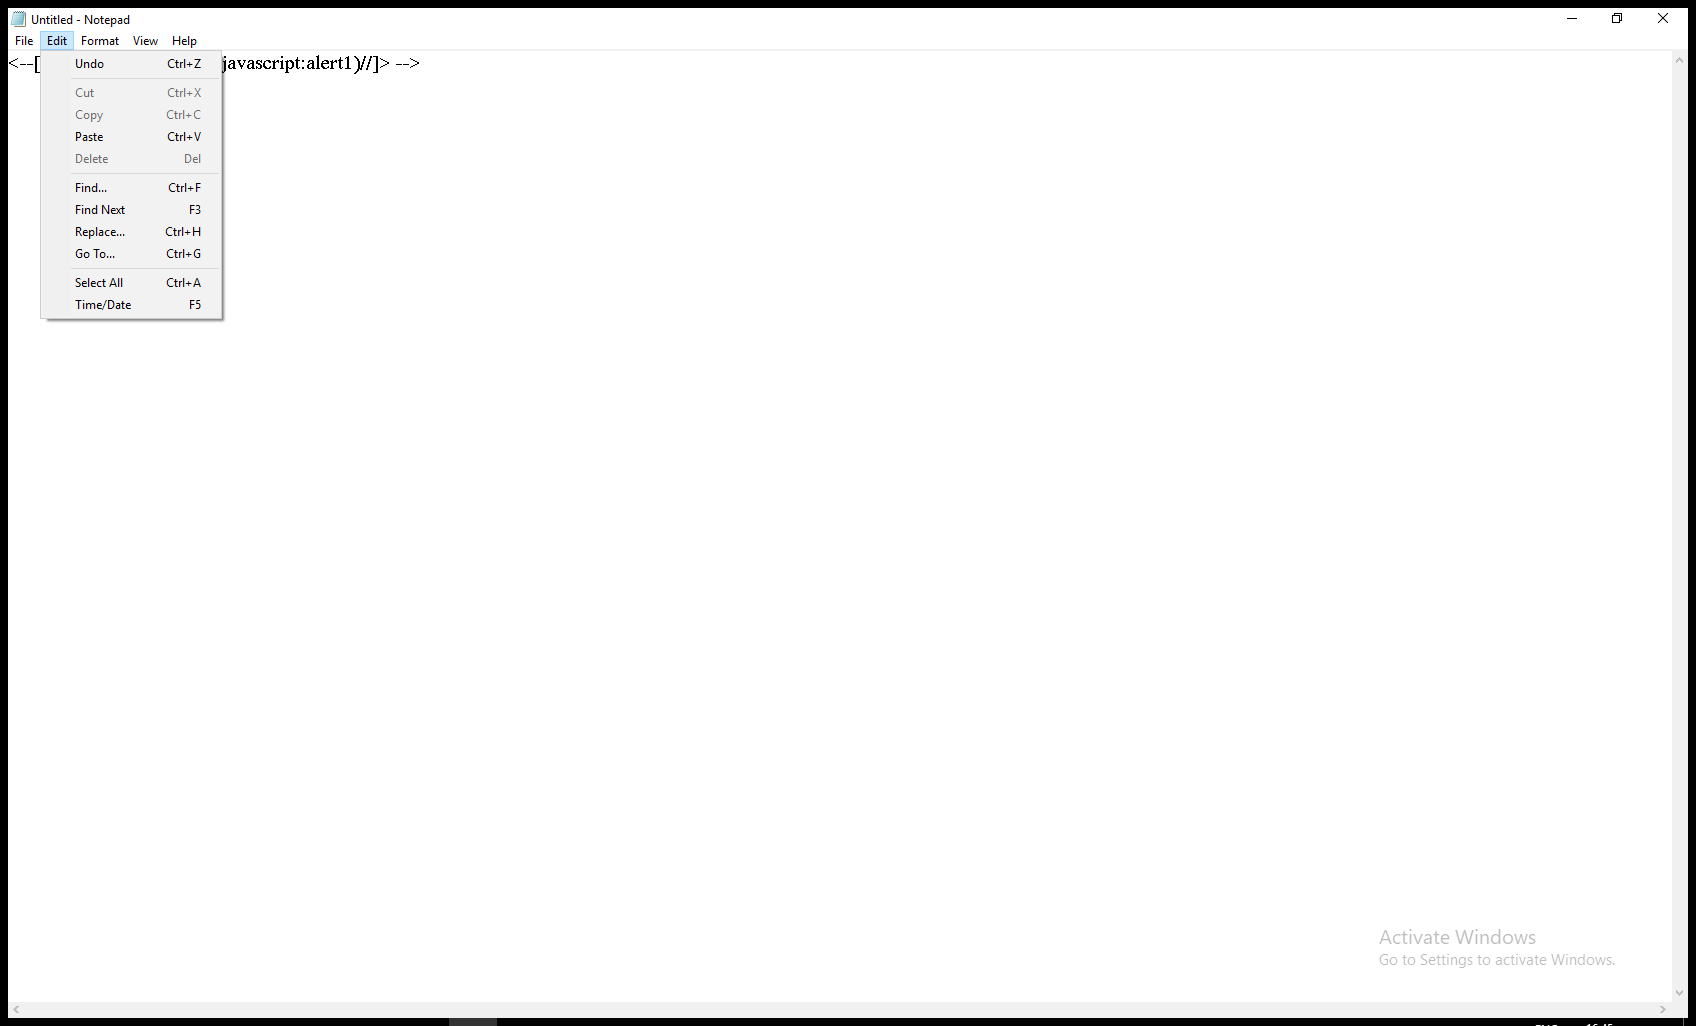 Untitled - Notepad
File Edit Format View Help
<--[ javascript:alert1)//]> -->
Undo Ctrl+Z
Cut Ctrl+X
Copy Ctrl+C
Paste Ctrl+V
Delete Del
Find... Ctrl+F
Find Next F3
Replace... Ctrl+H
Go To... Ctrl+G
Select All Ctrl+A
Time/Date F5
Activate Windows
Go to Settings to activate Windows.